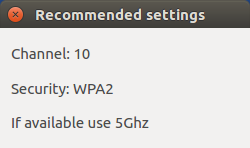 Recommended settings
Channel: 10
Security: WPA2
If available use 5Ghz